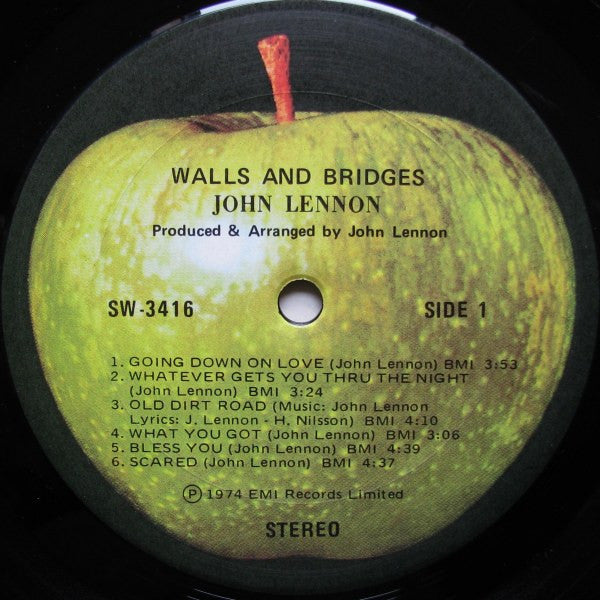 WALLS AND BRIDGES
JOHN LENNON
Produced & Arranged by John Lennon
SW-3416 SIDE 1
1. GOING DOWN ON LOVE (John Lennon) BMI 3:53
2. WHATEVER GETS YOU THRU THE NIGHT
(John Lennon) BMI 3:24
3. OLD DIRT ROAD (Music: John Lennon
Lyrics: J. Lennon - H. Nilsson) BMI 4:10
4. WHAT YOU GOT (John Lennon) BMI 3:06
5. BLESS YOU (John Lennon) BMI 4:39
6. SCARED (John Lennon) BMI 4:37
Ⓟ 1974 EMI Records Limited
STEREO